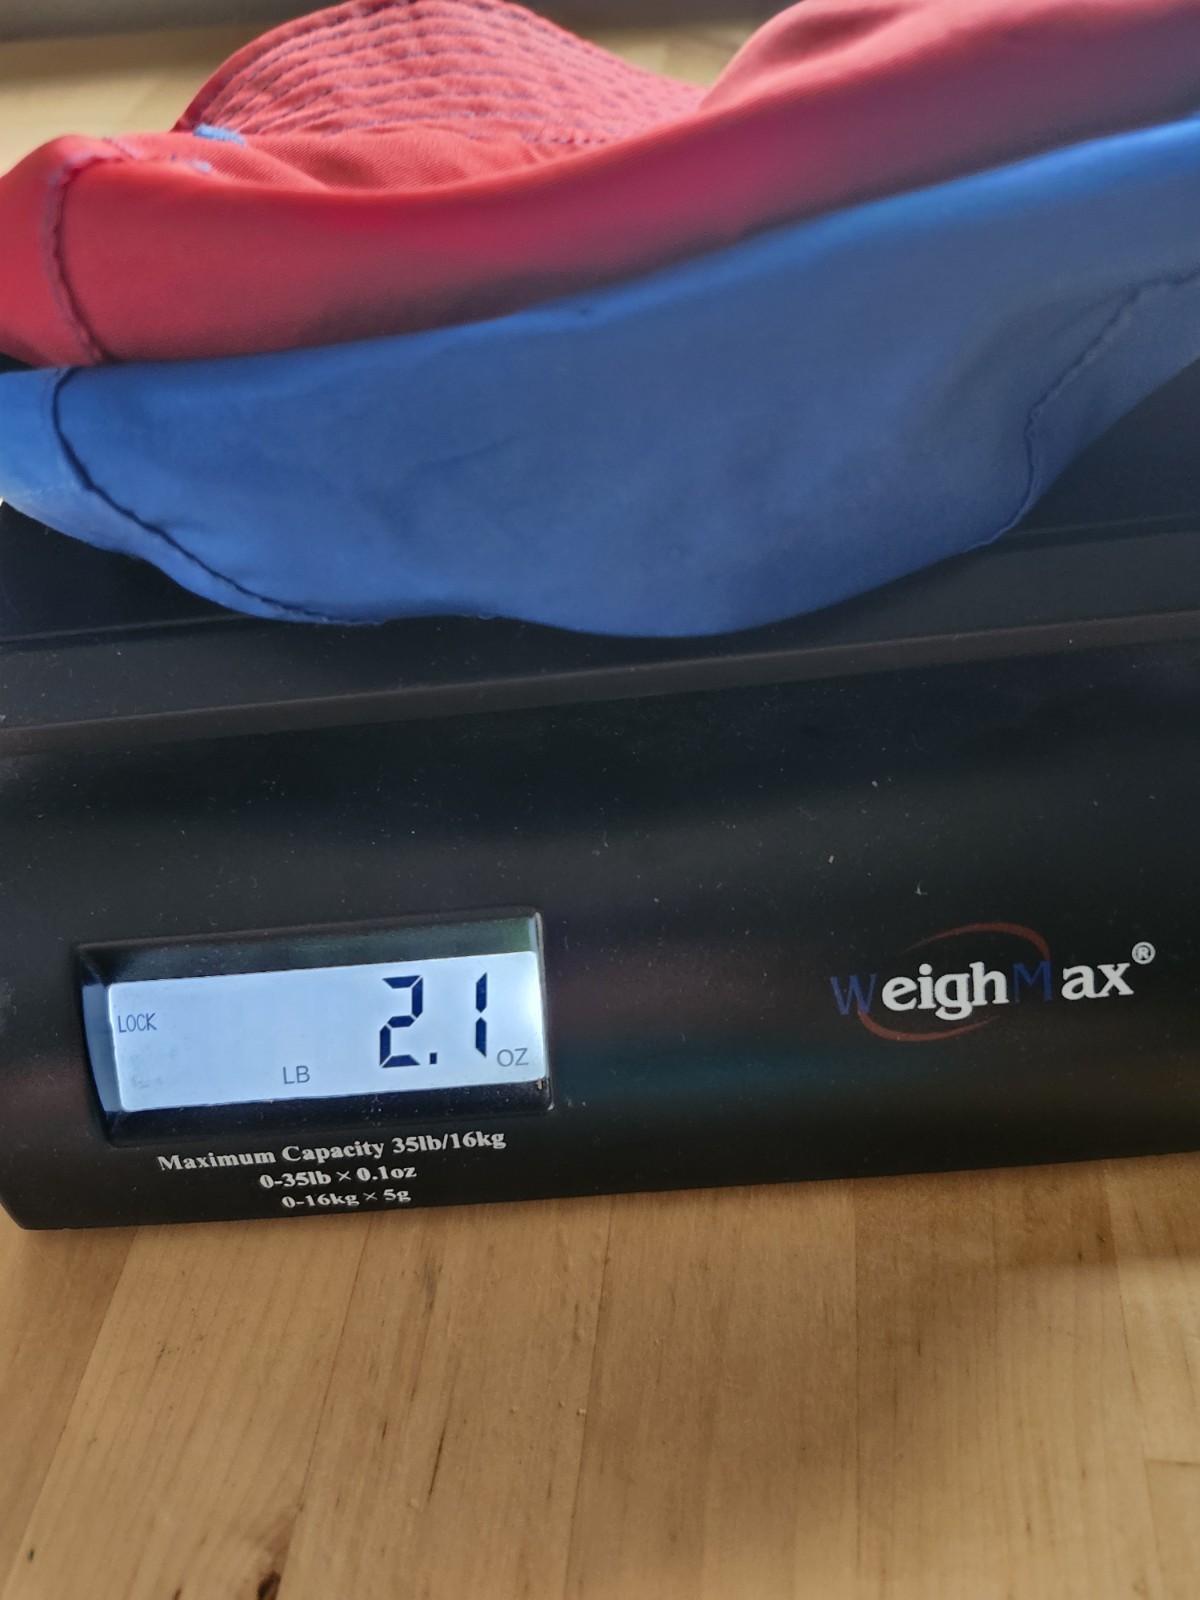 WeighMax®
LOCK
2.1
LB
OZ
Maximum Capacity 35lb/16kg
0-35lb × 0.1oz
0-16kg × 5g